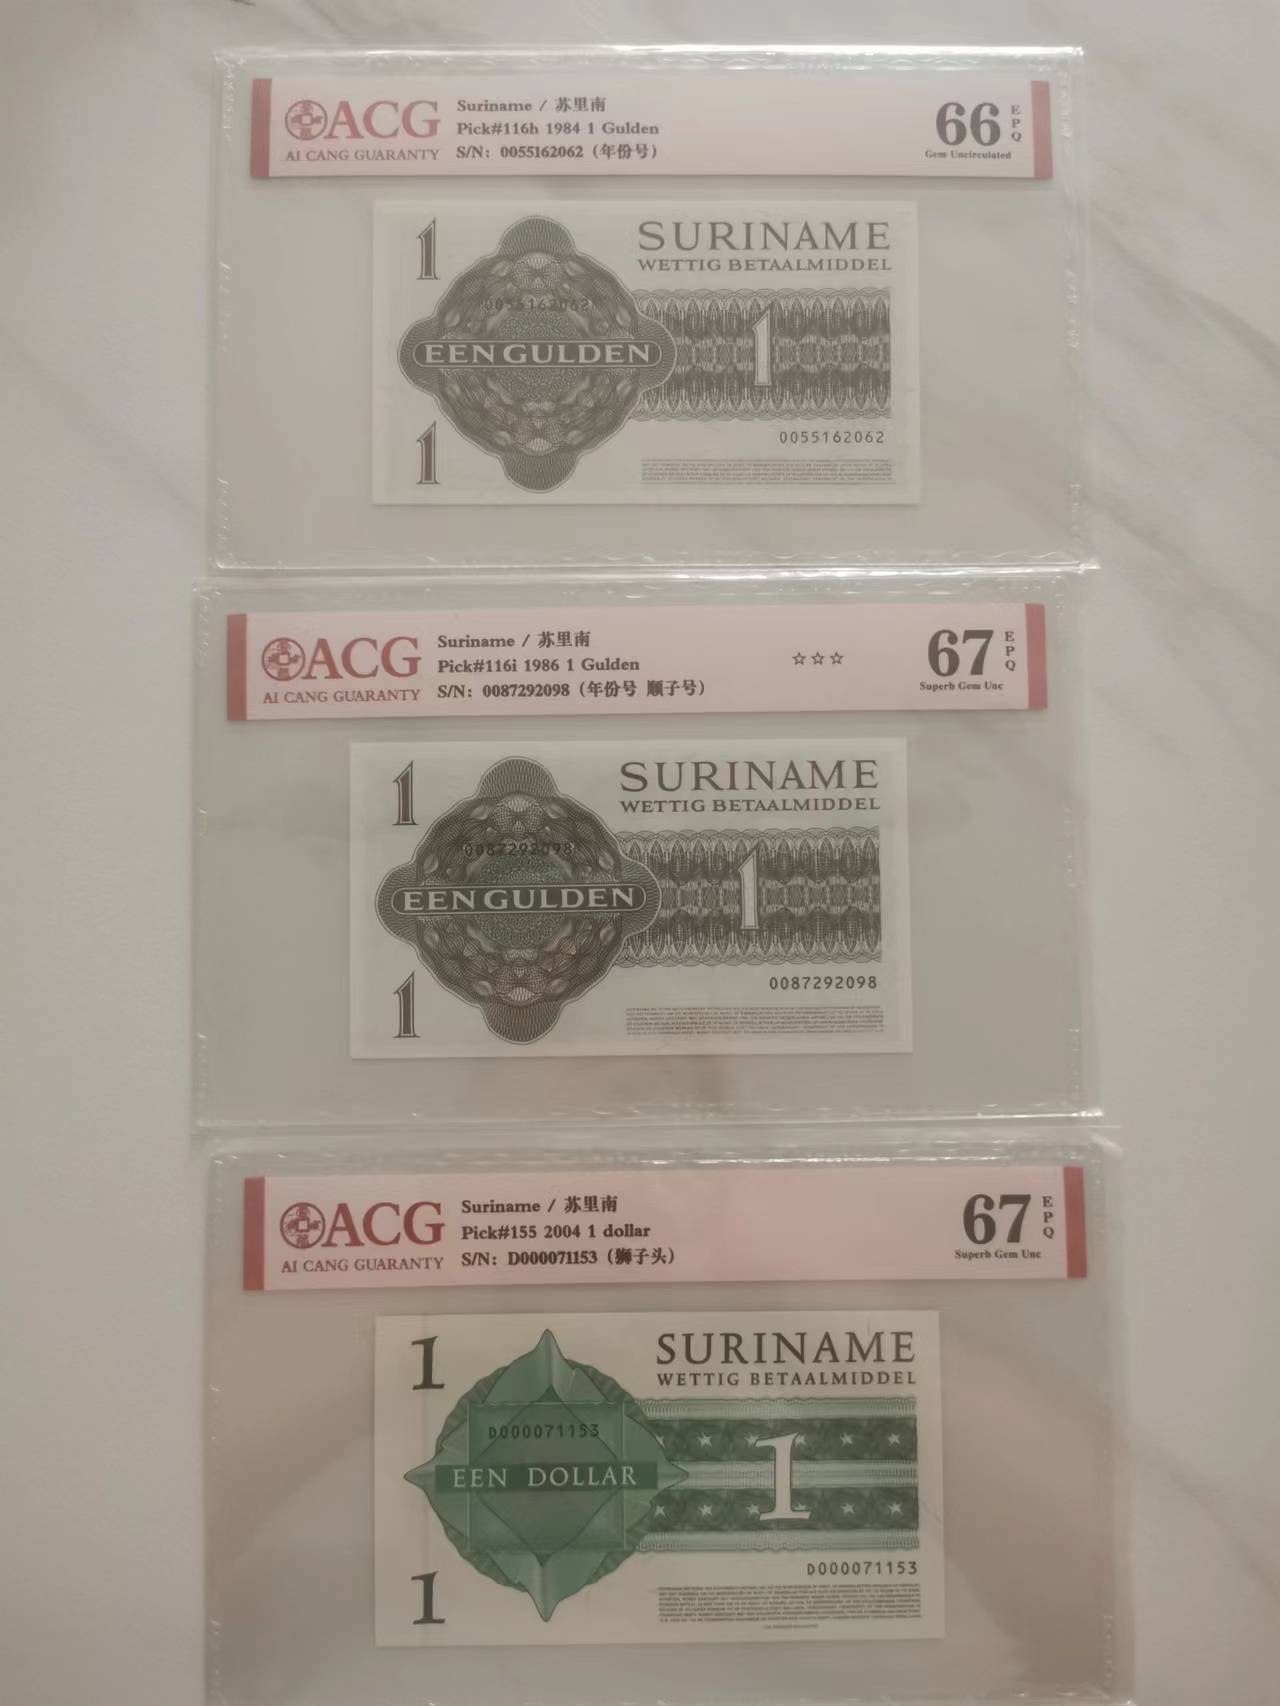 ACG
AI CANG GUARANTY
Suriname / 苏里南
Pick#116h 1984 1 Gulden
S/N: 0055162062 (年份号)
66
EPQ
Gem Uncirculated
1
SURINAME
WETTIG BETAALMIDDEL
0055162062
EEN GULDEN
1
1
0055162062
ACG
AI CANG GUARANTY
Suriname / 苏里南
Pick#116i 1986 1 Gulden
S/N: 0087292098 (年份号 顺子号)
☆☆☆
67
EPQ
Superb Gem Unc
1
SURINAME
WETTIG BETAALMIDDEL
0087292098
EEN GULDEN
1
1
0087292098
ACG
AI CANG GUARANTY
Suriname / 苏里南
Pick#155 2004 1 dollar
S/N: D000071153 (狮子头)
67
EPQ
Superb Gem Unc
1
SURINAME
WETTIG BETAALMIDDEL
D000071153
EEN DOLLAR
1
1
D000071153